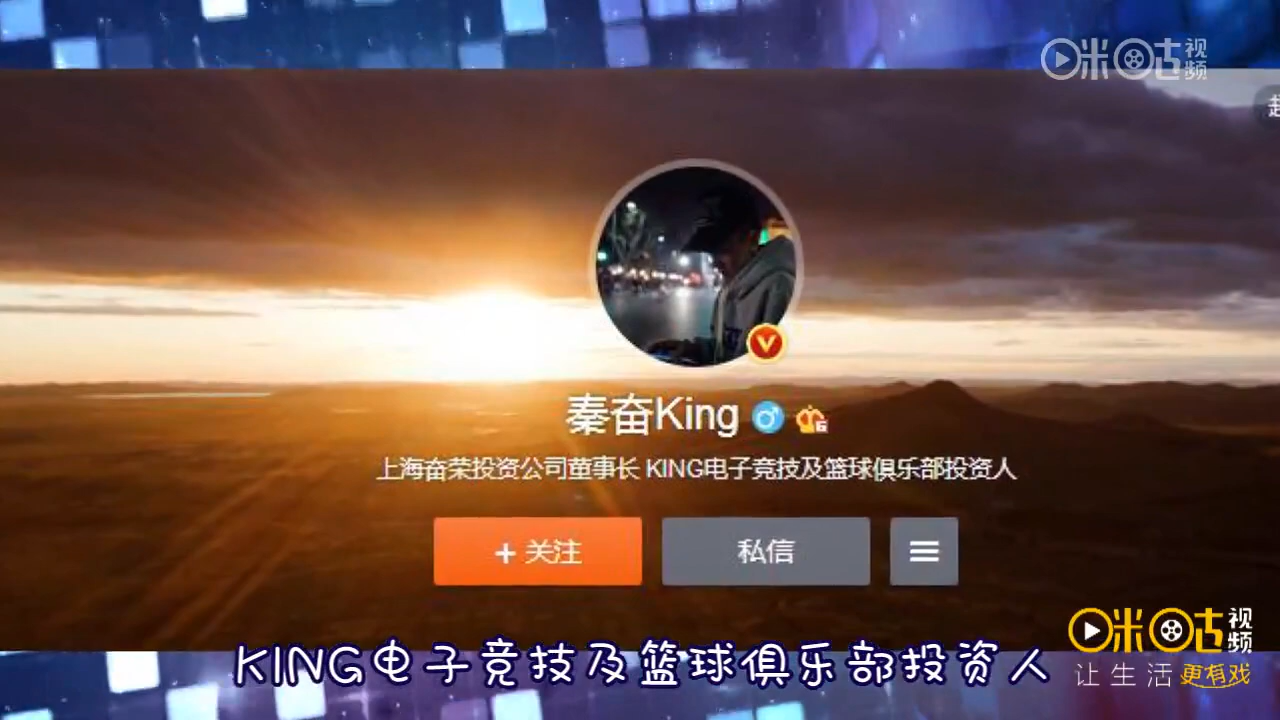 咪咕视频
秦奋King
上海奋荣投资公司董事长 KING电子竞技及篮球俱乐部投资人
+ 关注
私信
KING电子竞技及篮球俱乐部投资人
咪咕视频
让生活更有戏